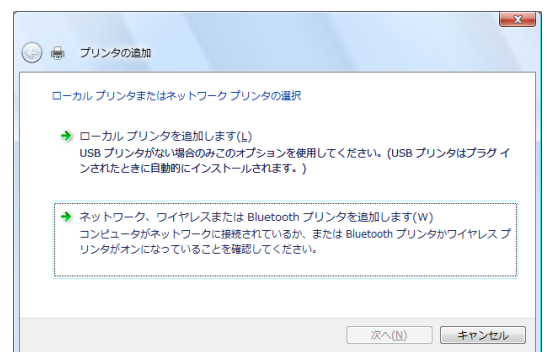 プリンタの追加
ローカル プリンタまたはネットワーク プリンタの選択
ローカル プリンタを追加します(L)
USB プリンタがない場合のみこのオプションを使用してください。(USB プリンタはプラグ イ
ンされたときに自動的にインストールされます。)
ネットワーク、ワイヤレスまたは Bluetooth プリンタを追加します(W)
コンピュータがネットワークに接続されているか、または Bluetooth プリンタかワイヤレス プ
リンタがオンになっていることを確認してください。
次へ(N) キャンセル